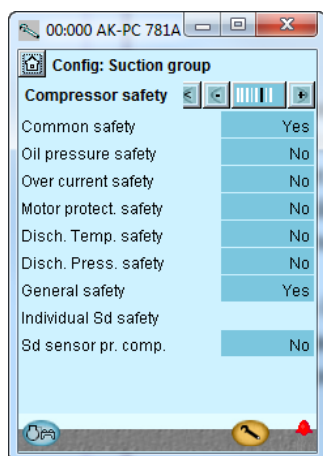 00:000 AK-PC 781A
Config: Suction group
Compressor safety
Common safety Yes
Oil pressure safety No
Over current safety No
Motor protect. safety No
Disch. Temp. safety No
Disch. Press. safety No
General safety Yes
Individual Sd safety
Sd sensor pr. comp. No